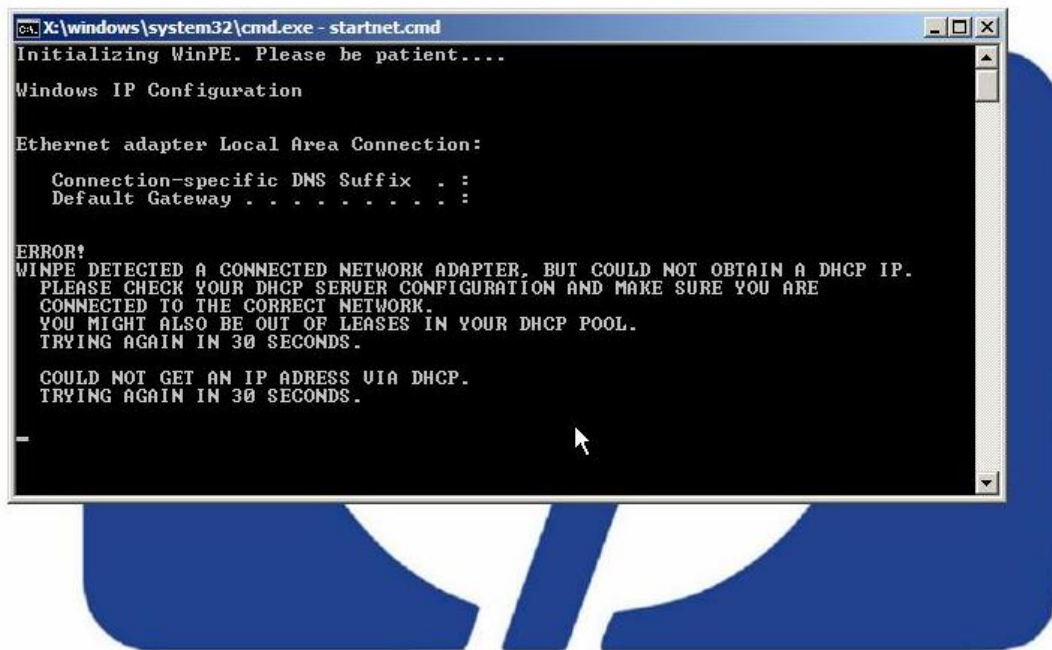 X:\windows\system32\cmd.exe - startnet.cmd
Initializing WinPE. Please be patient....
Windows IP Configuration
Ethernet adapter Local Area Connection:
Connection-specific DNS Suffix  . :
Default Gateway . . . . . . . . . :
ERROR!
WINPE DETECTED A CONNECTED NETWORK ADAPTER, BUT COULD NOT OBTAIN A DHCP IP.
PLEASE CHECK YOUR DHCP SERVER CONFIGURATION AND MAKE SURE YOU ARE
CONNECTED TO THE CORRECT NETWORK.
YOU MIGHT ALSO BE OUT OF LEASES IN YOUR DHCP POOL.
TRYING AGAIN IN 30 SECONDS.
COULD NOT GET AN IP ADRESS VIA DHCP.
TRYING AGAIN IN 30 SECONDS.